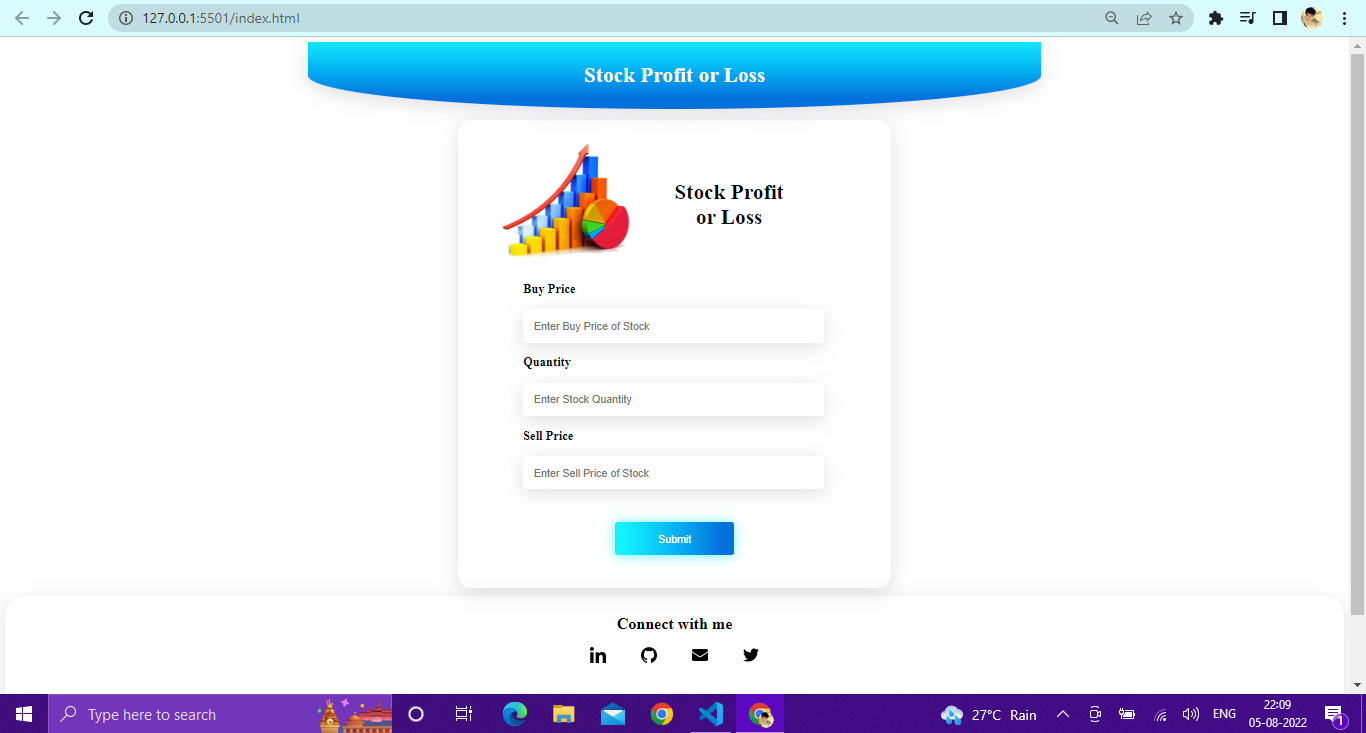 127.0.0.1:5501/index.html
Stock Profit or Loss
Stock Profit
or Loss
Buy Price
Enter Buy Price of Stock
Quantity
Enter Stock Quantity
Sell Price
Enter Sell Price of Stock
Submit
Connect with me
in
Type here to search
27°C Rain
ENG
22:09
05-08-2022
1